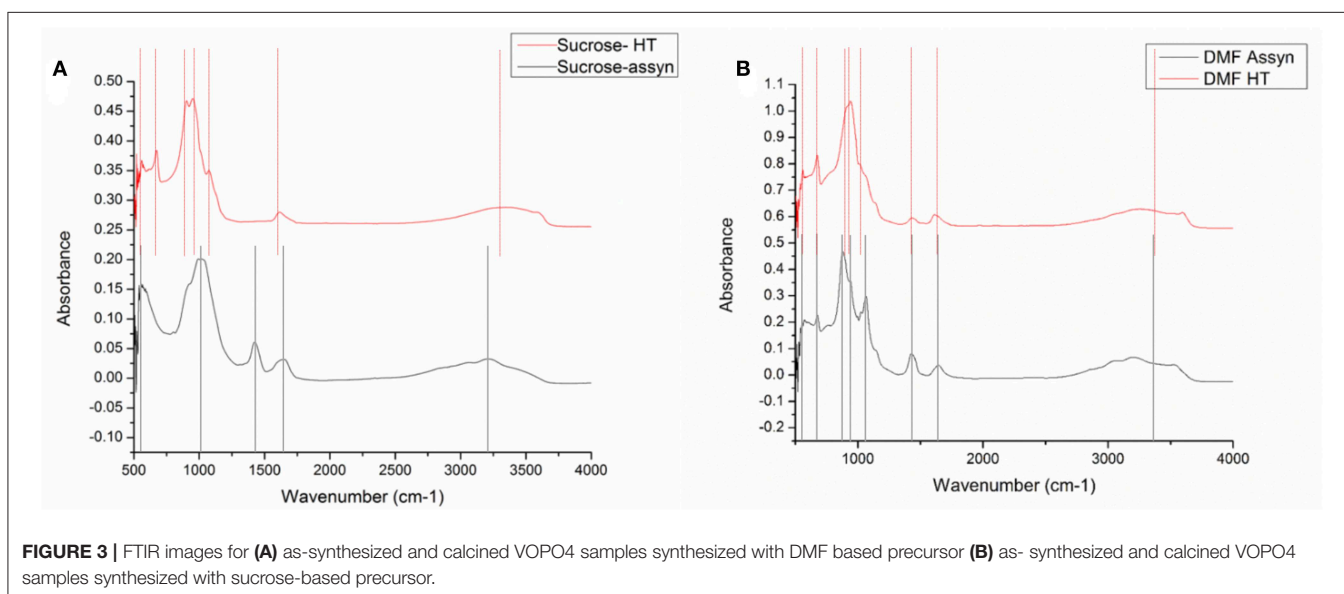 A
Sucrose- HT
Sucrose-assyn
0.50
0.45
0.40
0.35
0.30
0.25
0.20
0.15
0.10
0.05
0.00
-0.05
-0.10
Absorbance
500 1000 1500 2000 2500 3000 3500 4000
Wavenumber (cm-1)
B
DMF Assyn
DMF HT
1.1
1.0
0.9
0.8
0.7
0.6
0.5
0.4
0.3
0.2
0.1
0.0
-0.1
-0.2
Absorbance
1000 2000 3000 4000
Wavenumber (cm-1)
FIGURE 3 | FTIR images for (A) as-synthesized and calcined VOPO4 samples synthesized with DMF based precursor (B) as- synthesized and calcined VOPO4
samples synthesized with sucrose-based precursor.